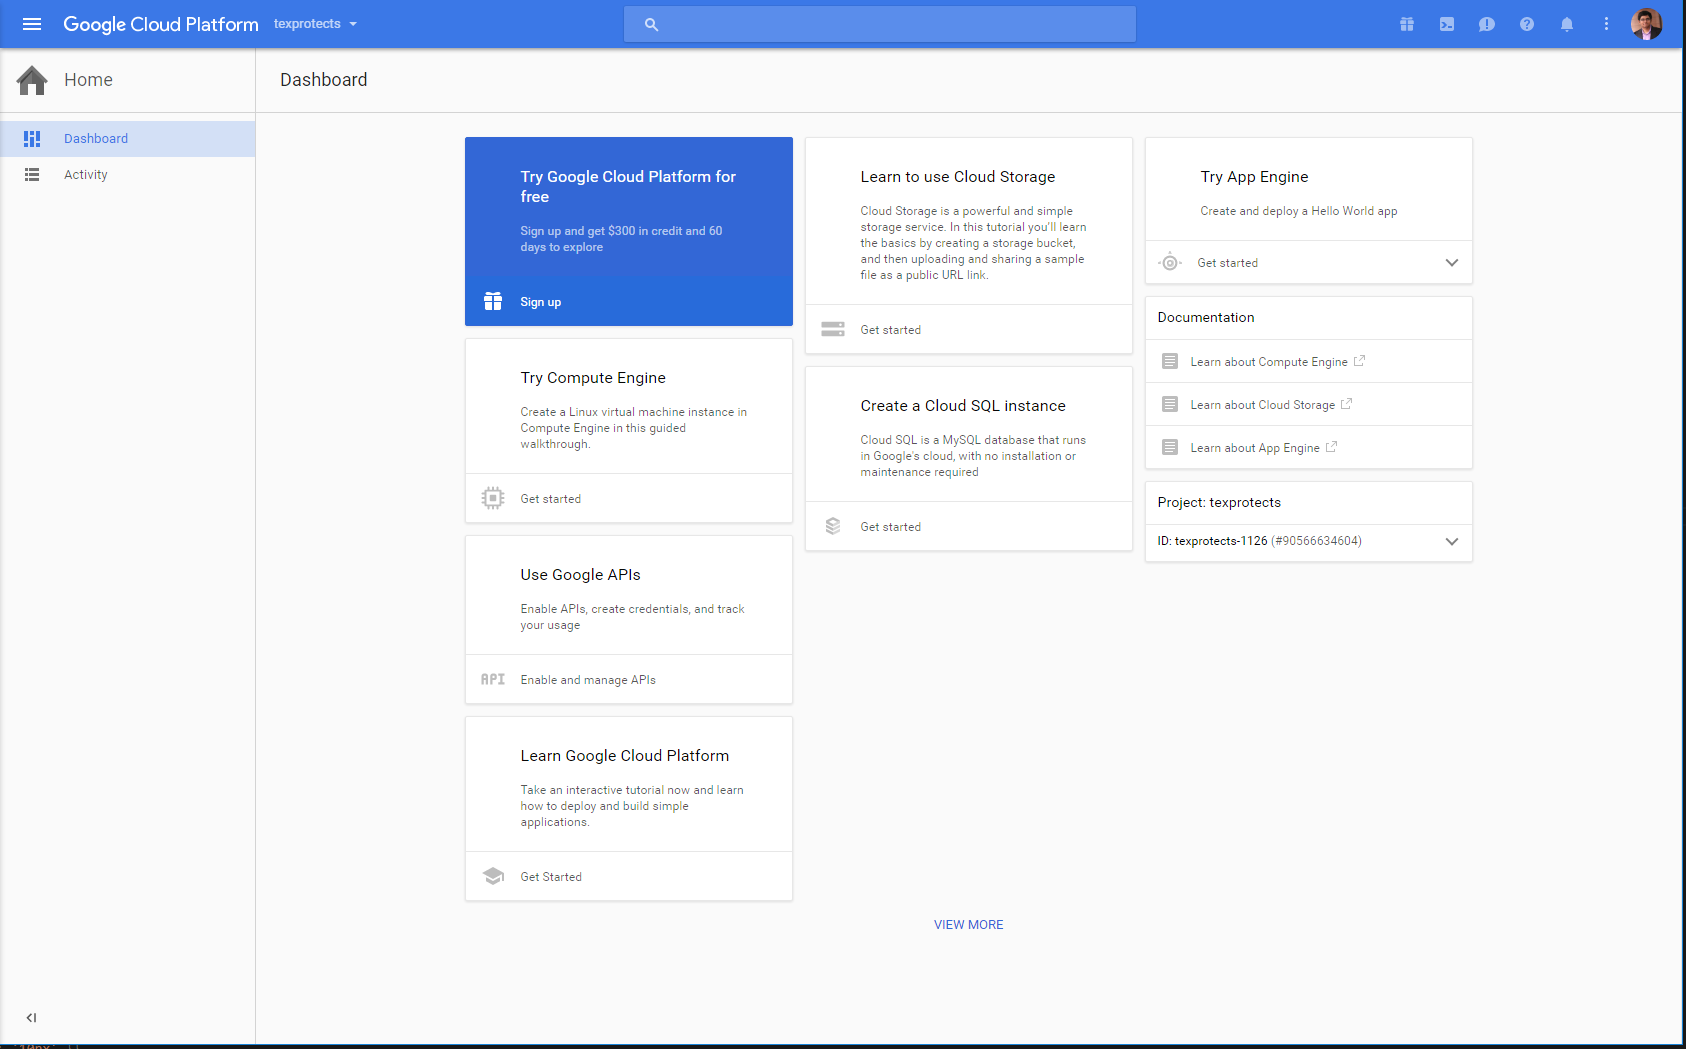 Google Cloud Platform texprotects
Home
Dashboard
Dashboard
Activity
Try Google Cloud Platform for
free
Sign up and get $300 in credit and 60
days to explore
Sign up
Try Compute Engine
Create a Linux virtual machine instance in
Compute Engine in this guided
walkthrough.
Get started
Use Google APIs
Enable APIs, create credentials, and track
your usage
API Enable and manage APIs
Learn Google Cloud Platform
Take an interactive tutorial now and learn
how to deploy and build simple
applications.
Get Started
Learn to use Cloud Storage
Cloud Storage is a powerful and simple
storage service. In this tutorial you'll learn
the basics by creating a storage bucket,
and then uploading and sharing a sample
file as a public URL link.
Get started
Create a Cloud SQL instance
Cloud SQL is a MySQL database that runs
in Google's cloud, with no installation or
maintenance required
Get started
Try App Engine
Create and deploy a Hello World app
Get started
Documentation
Learn about Compute Engine
Learn about Cloud Storage
Learn about App Engine
Project: texprotects
ID: texprotects-1126 (#90566634604)
VIEW MORE